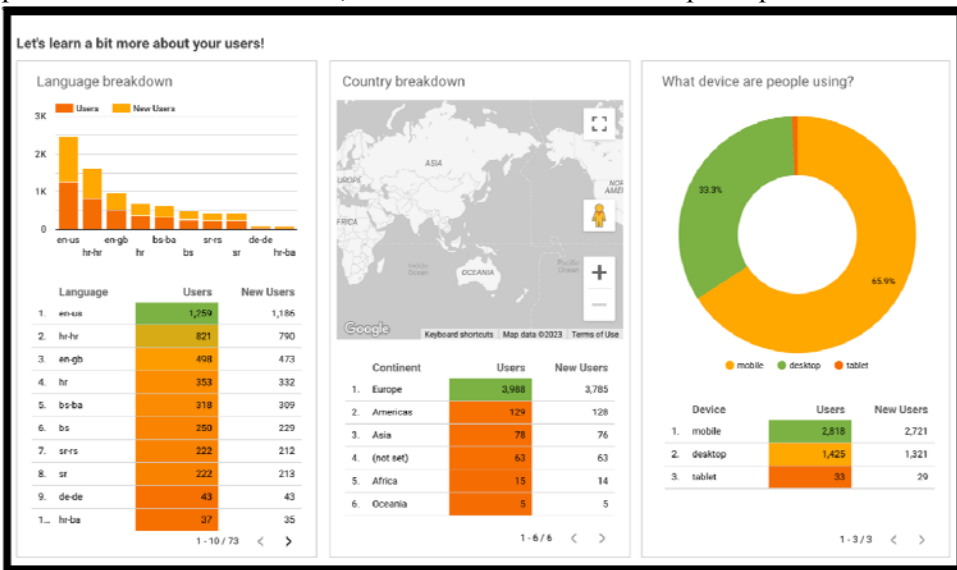 Let's learn a bit more about your users!
Language breakdown
Users New Users
3K
2K
1K
0
en-us en-gb bs-ba sr-rs de-de
hr-hr hr bs sr hr-ba
Language Users New Users
1. en-us 1,259 1,186
2. hr-hr 821 790
3. en-gb 498 473
4. hr 353 332
5. bs-ba 318 309
6. bs 250 229
7. sr-rs 222 212
8. sr 222 213
9. de-de 43 43
1... hr-ba 37 35
1 - 10 / 73 < >
Country breakdown
ASIA
UROPE
NOR
AMEI
FRICA
Indian
Ocean
OCEANIA
Pacific
Ocean
+
−
Google
Keyboard shortcuts Map data ©2023 Terms of Use
Continent Users New Users
1. Europe 3,988 3,785
2. Americas 129 128
3. Asia 78 76
4. (not set) 63 63
5. Africa 15 14
6. Oceania 5 5
1 - 6 / 6 < >
What device are people using?
33.3%
65.9%
mobile desktop tablet
Device Users New Users
1. mobile 2,818 2,721
2. desktop 1,425 1,321
3. tablet 33 29
1 - 3 / 3 < >